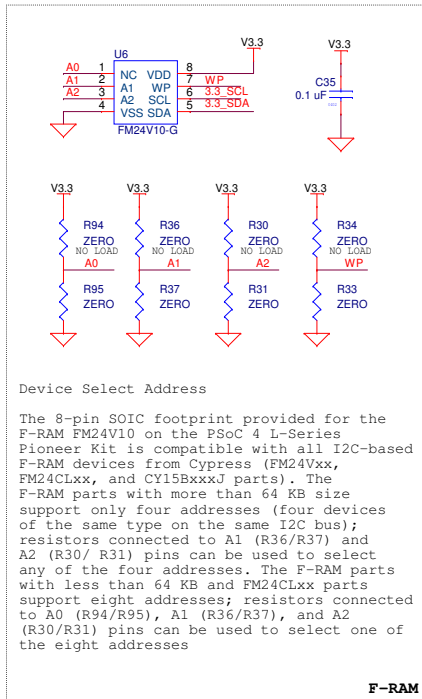 U6
V3.3
V3.3
A0 1 NC VDD 8
A1 2 A1 WP 7 WP
A2 3 A2 SCL 6 3.3_SCL
4 VSS SDA 5 3.3_SDA
FM24V10-G
C35
0.1 uF
V3.3 V3.3 V3.3 V3.3
R94 R36 R30 R34
ZERO ZERO ZERO ZERO
NO LOAD NO LOAD NO LOAD NO LOAD
A0 A1 A2 WP
R95 R37 R31 R33
ZERO ZERO ZERO ZERO
Device Select Address
The 8-pin SOIC footprint provided for the
F-RAM FM24V10 on the PSoC 4 L-Series
Pioneer Kit is compatible with all I2C-based
F-RAM devices from Cypress (FM24Vxx,
FM24CLxx, and CY15BxxxJ parts). The
F-RAM parts with more than 64 KB size
support only four addresses (four devices
of the same type on the same I2C bus);
resistors connected to A1 (R36/R37) and
A2 (R30/ R31) pins can be used to select
any of the four addresses. The F-RAM parts
with less than 64 KB and FM24CLxx parts
support eight addresses; resistors connected
to A0 (R94/R95), A1 (R36/R37), and A2
(R30/R31) pins can be used to select one of
the eight addresses
F-RAM